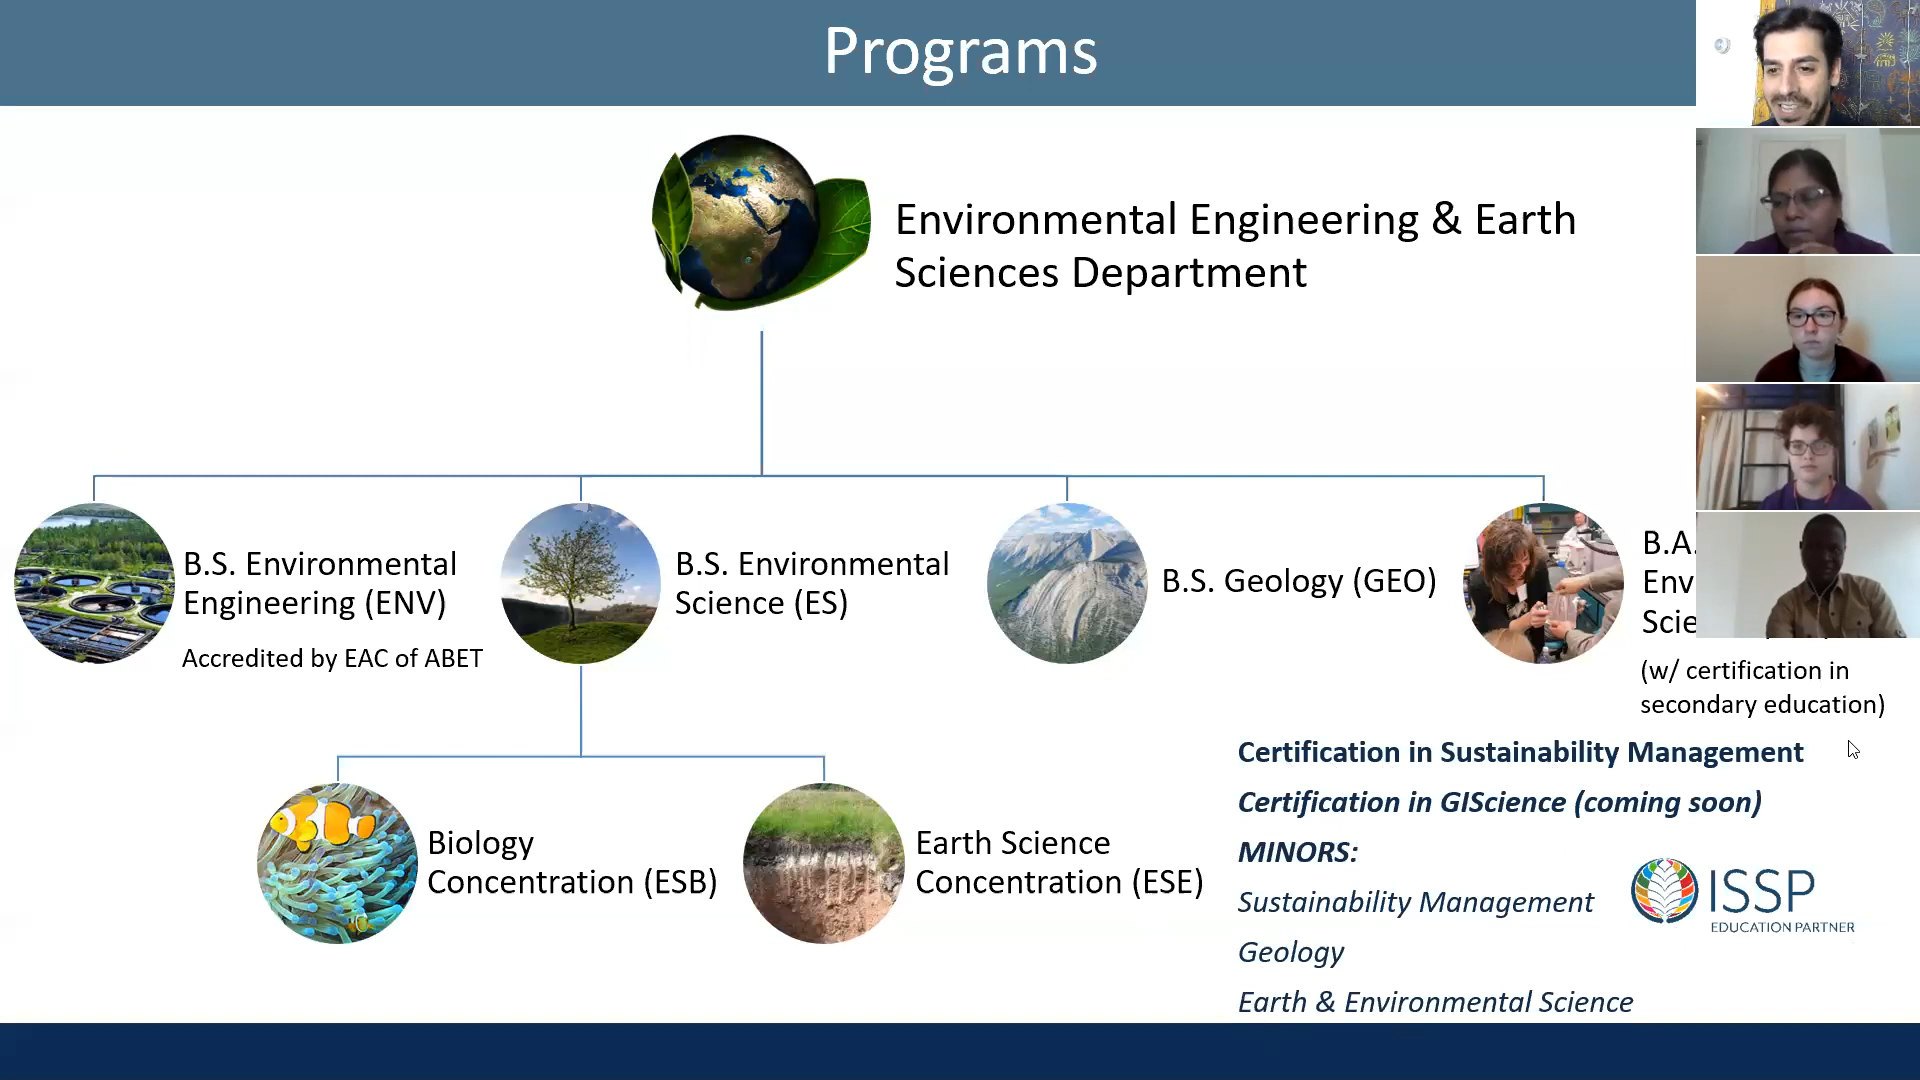 Programs
Environmental Engineering & Earth
Sciences Department
B.S. Environmental
Engineering (ENV)
Accredited by EAC of ABET
B.S. Environmental
Science (ES)
B.S. Geology (GEO)
B.A.
(w/ certification in
secondary education)
Biology
Concentration (ESB)
Earth Science
Concentration (ESE)
Certification in Sustainability Management
Certification in GIScience (coming soon)
MINORS:
Sustainability Management
Geology
Earth & Environmental Science
ISSP
EDUCATION PARTNER